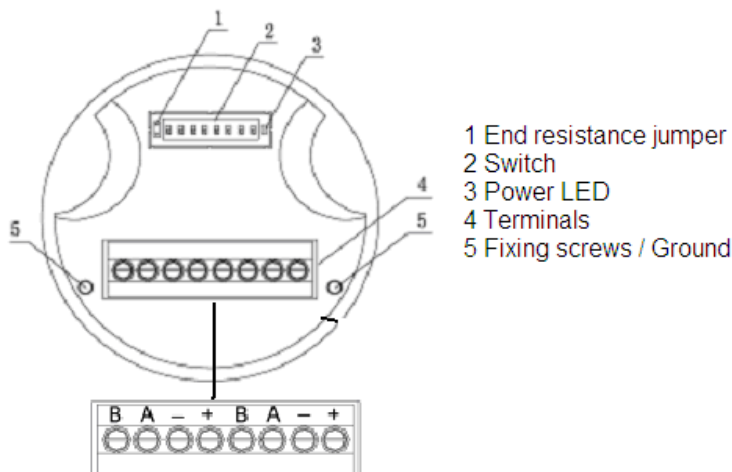 1
2
3
1 End resistance jumper
2 Switch
3 Power LED
4 Terminals
5 Fixing screws / Ground
4
5
5
B A – + B A – +